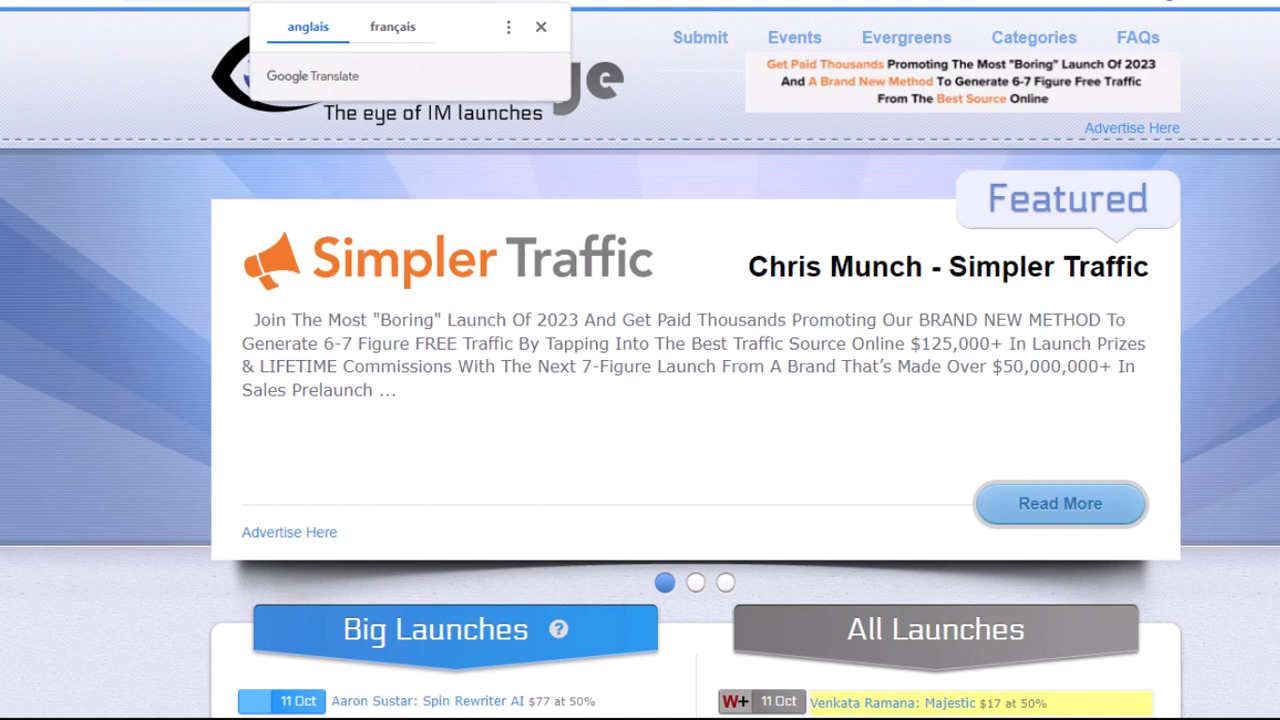 anglais français
Google Translate
ge
The eye of IM launches
Submit Events Evergreens Categories FAQs
Get Paid Thousands Promoting The Most "Boring" Launch Of 2023
And A Brand New Method To Generate 6-7 Figure Free Traffic
From The Best Source Online
Advertise Here
Featured
Simpler Traffic
Chris Munch - Simpler Traffic
Join The Most "Boring" Launch Of 2023 And Get Paid Thousands Promoting Our BRAND NEW METHOD To
Generate 6-7 Figure FREE Traffic By Tapping Into The Best Traffic Source Online $125,000+ In Launch Prizes
& LIFETIME Commissions With The Next 7-Figure Launch From A Brand That’s Made Over $50,000,000+ In
Sales Prelaunch ...
Read More
Advertise Here
Big Launches ?
All Launches
11 Oct Aaron Sustar: Spin Rewriter AI $77 at 50%
W+ 11 Oct Venkata Ramana: Majestic $17 at 50%